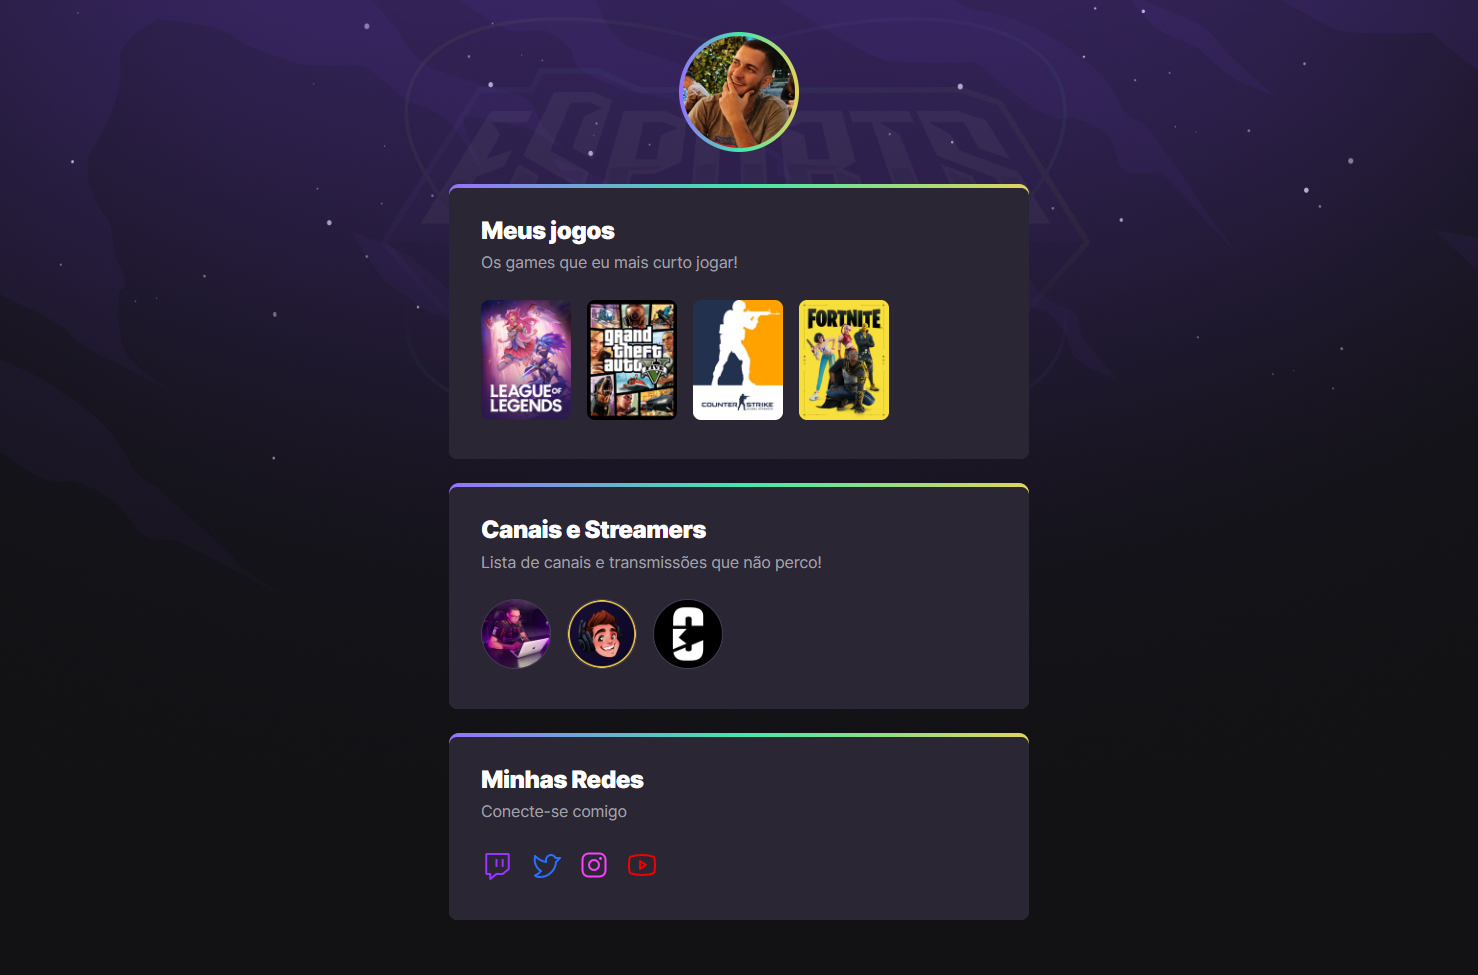 ESPORTS
Meus jogos
Os games que eu mais curto jogar!
LEAGUE OF
LEGENDS
grand
theft
auto
FIVE
COUNTER STRIKE
FORTNITE
Canais e Streamers
Lista de canais e transmissões que não perco!
Minhas Redes
Conecte-se comigo